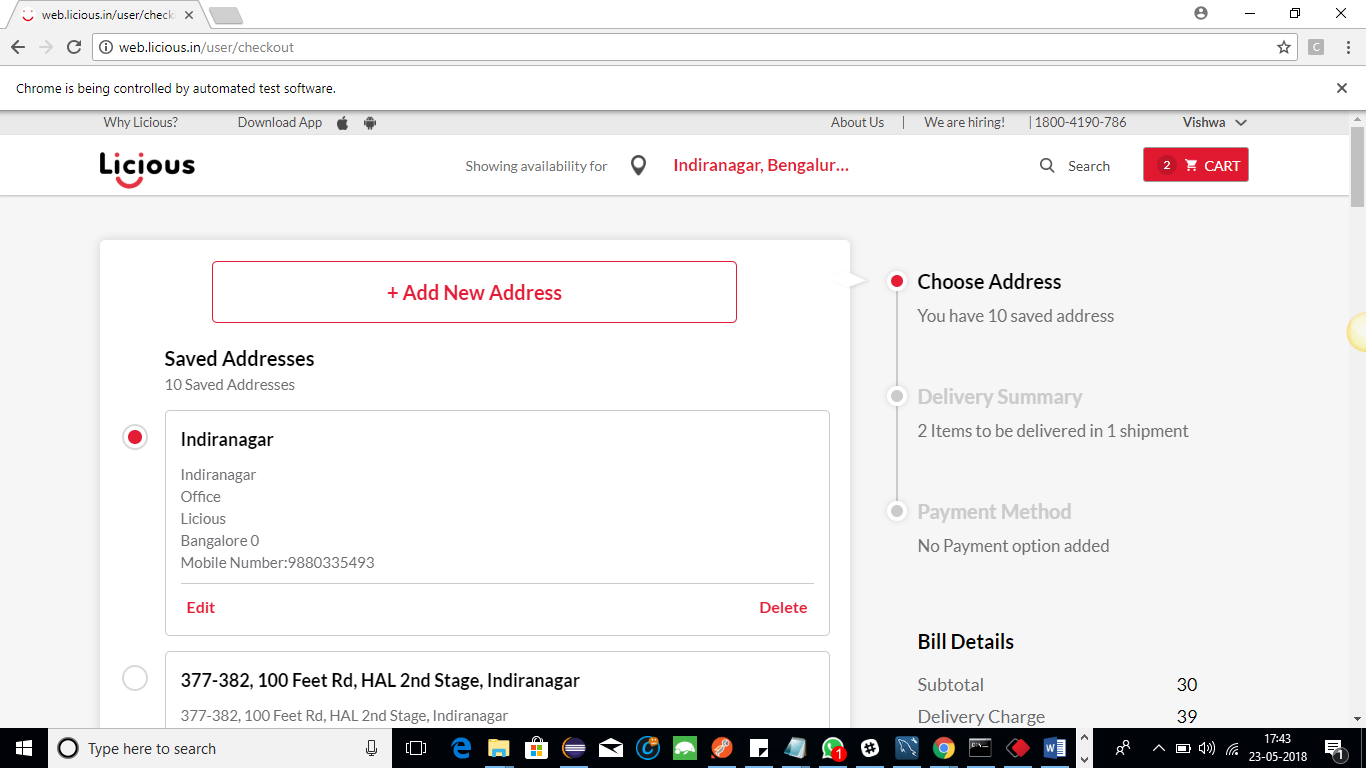 web.licious.in/user/check
web.licious.in/user/checkout
C
Chrome is being controlled by automated test software.
Why Licious?
Download App
About Us
|
We are hiring!
| 1800-4190-786
Vishwa
Licious
Showing availability for
Indiranagar, Bengalur...
Search
2
CART
+ Add New Address
Saved Addresses
10 Saved Addresses
Indiranagar
Indiranagar
Office
Licious
Bangalore 0
Mobile Number:9880335493
Edit
Delete
377-382, 100 Feet Rd, HAL 2nd Stage, Indiranagar
377-382, 100 Feet Rd, HAL 2nd Stage, Indiranagar
Choose Address
You have 10 saved address
Delivery Summary
2 Items to be delivered in 1 shipment
Payment Method
No Payment option added
Bill Details
Subtotal 30
Delivery Charge 39
Type here to search
1
17:43
23-05-2018
1